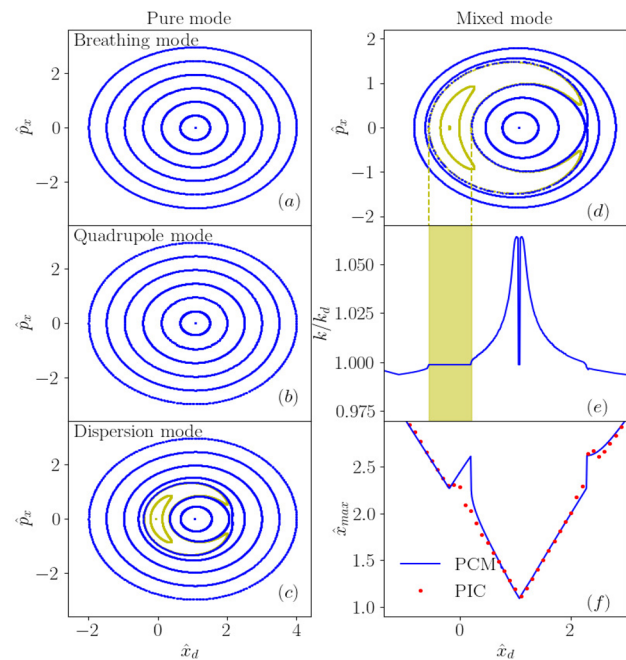 Pure mode
Mixed mode
Breathing mode
2
0
−2
p̂x
(a)
Quadrupole mode
2
0
−2
p̂x
(b)
Dispersion mode
2
0
−2
p̂x
(c)
−2 0 2 4
x̂d
2
1
0
−1
−2
p̂x
(d)
1.050
1.025
1.000
0.975
k/kd
(e)
2.5
2.0
1.5
1.0
x̂max
PCM
PIC
(f)
0 2
x̂d